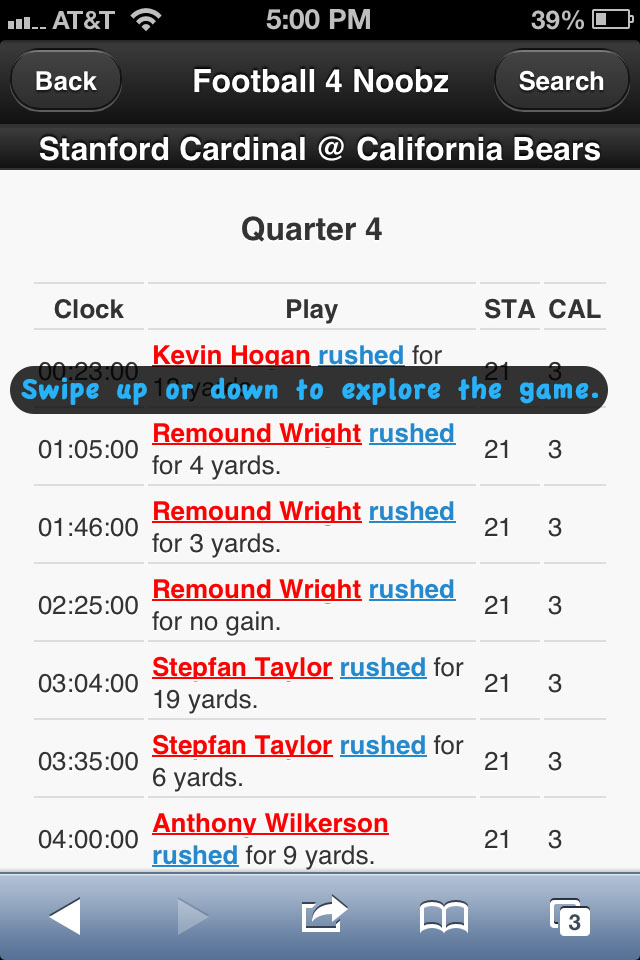 AT&T 5:00 PM 39%
Back Football 4 Noobz Search
Stanford Cardinal @ California Bears
Quarter 4
Clock Play STA CAL
Kevin Hogan rushed for
00:23:00 21 3
yards.
Swipe up or down to explore the game.
01:05:00 Remound Wright rushed 21 3
for 4 yards.
01:46:00 Remound Wright rushed 21 3
for 3 yards.
02:25:00 Remound Wright rushed 21 3
for no gain.
03:04:00 Stepfan Taylor rushed for 21 3
19 yards.
03:35:00 Stepfan Taylor rushed for 21 3
6 yards.
04:00:00 Anthony Wilkerson 21 3
rushed for 9 yards.
3